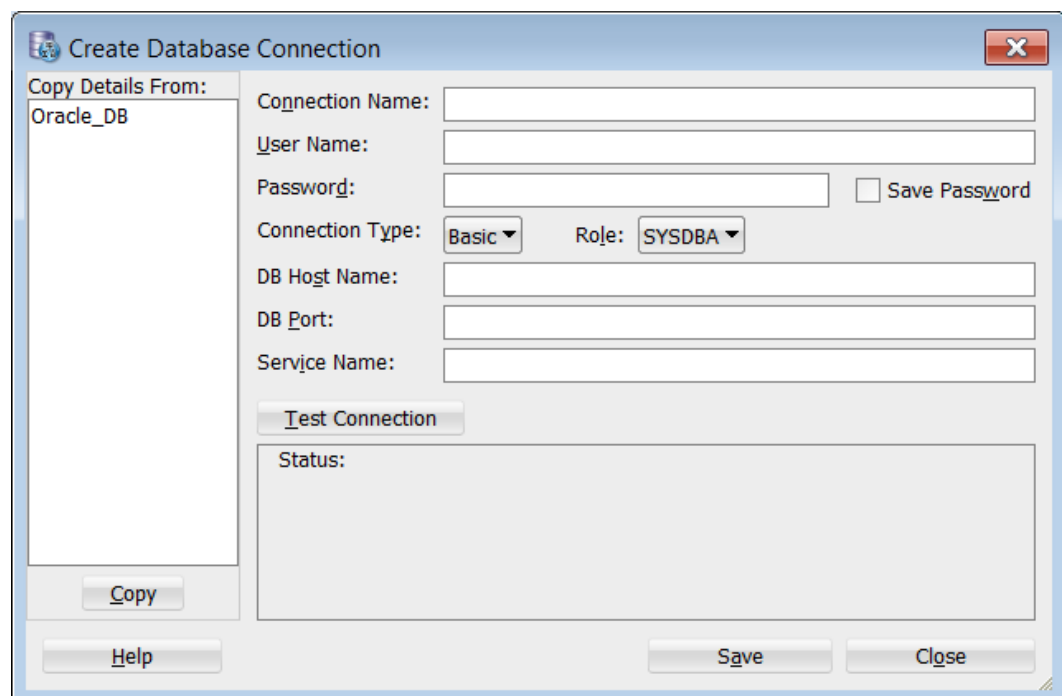 Create Database Connection
Copy Details From:
Oracle_DB
Copy
Connection Name:
User Name:
Password:
Save Password
Connection Type: Basic Role: SYSDBA
DB Host Name:
DB Port:
Service Name:
Test Connection
Status:
Help Save Close